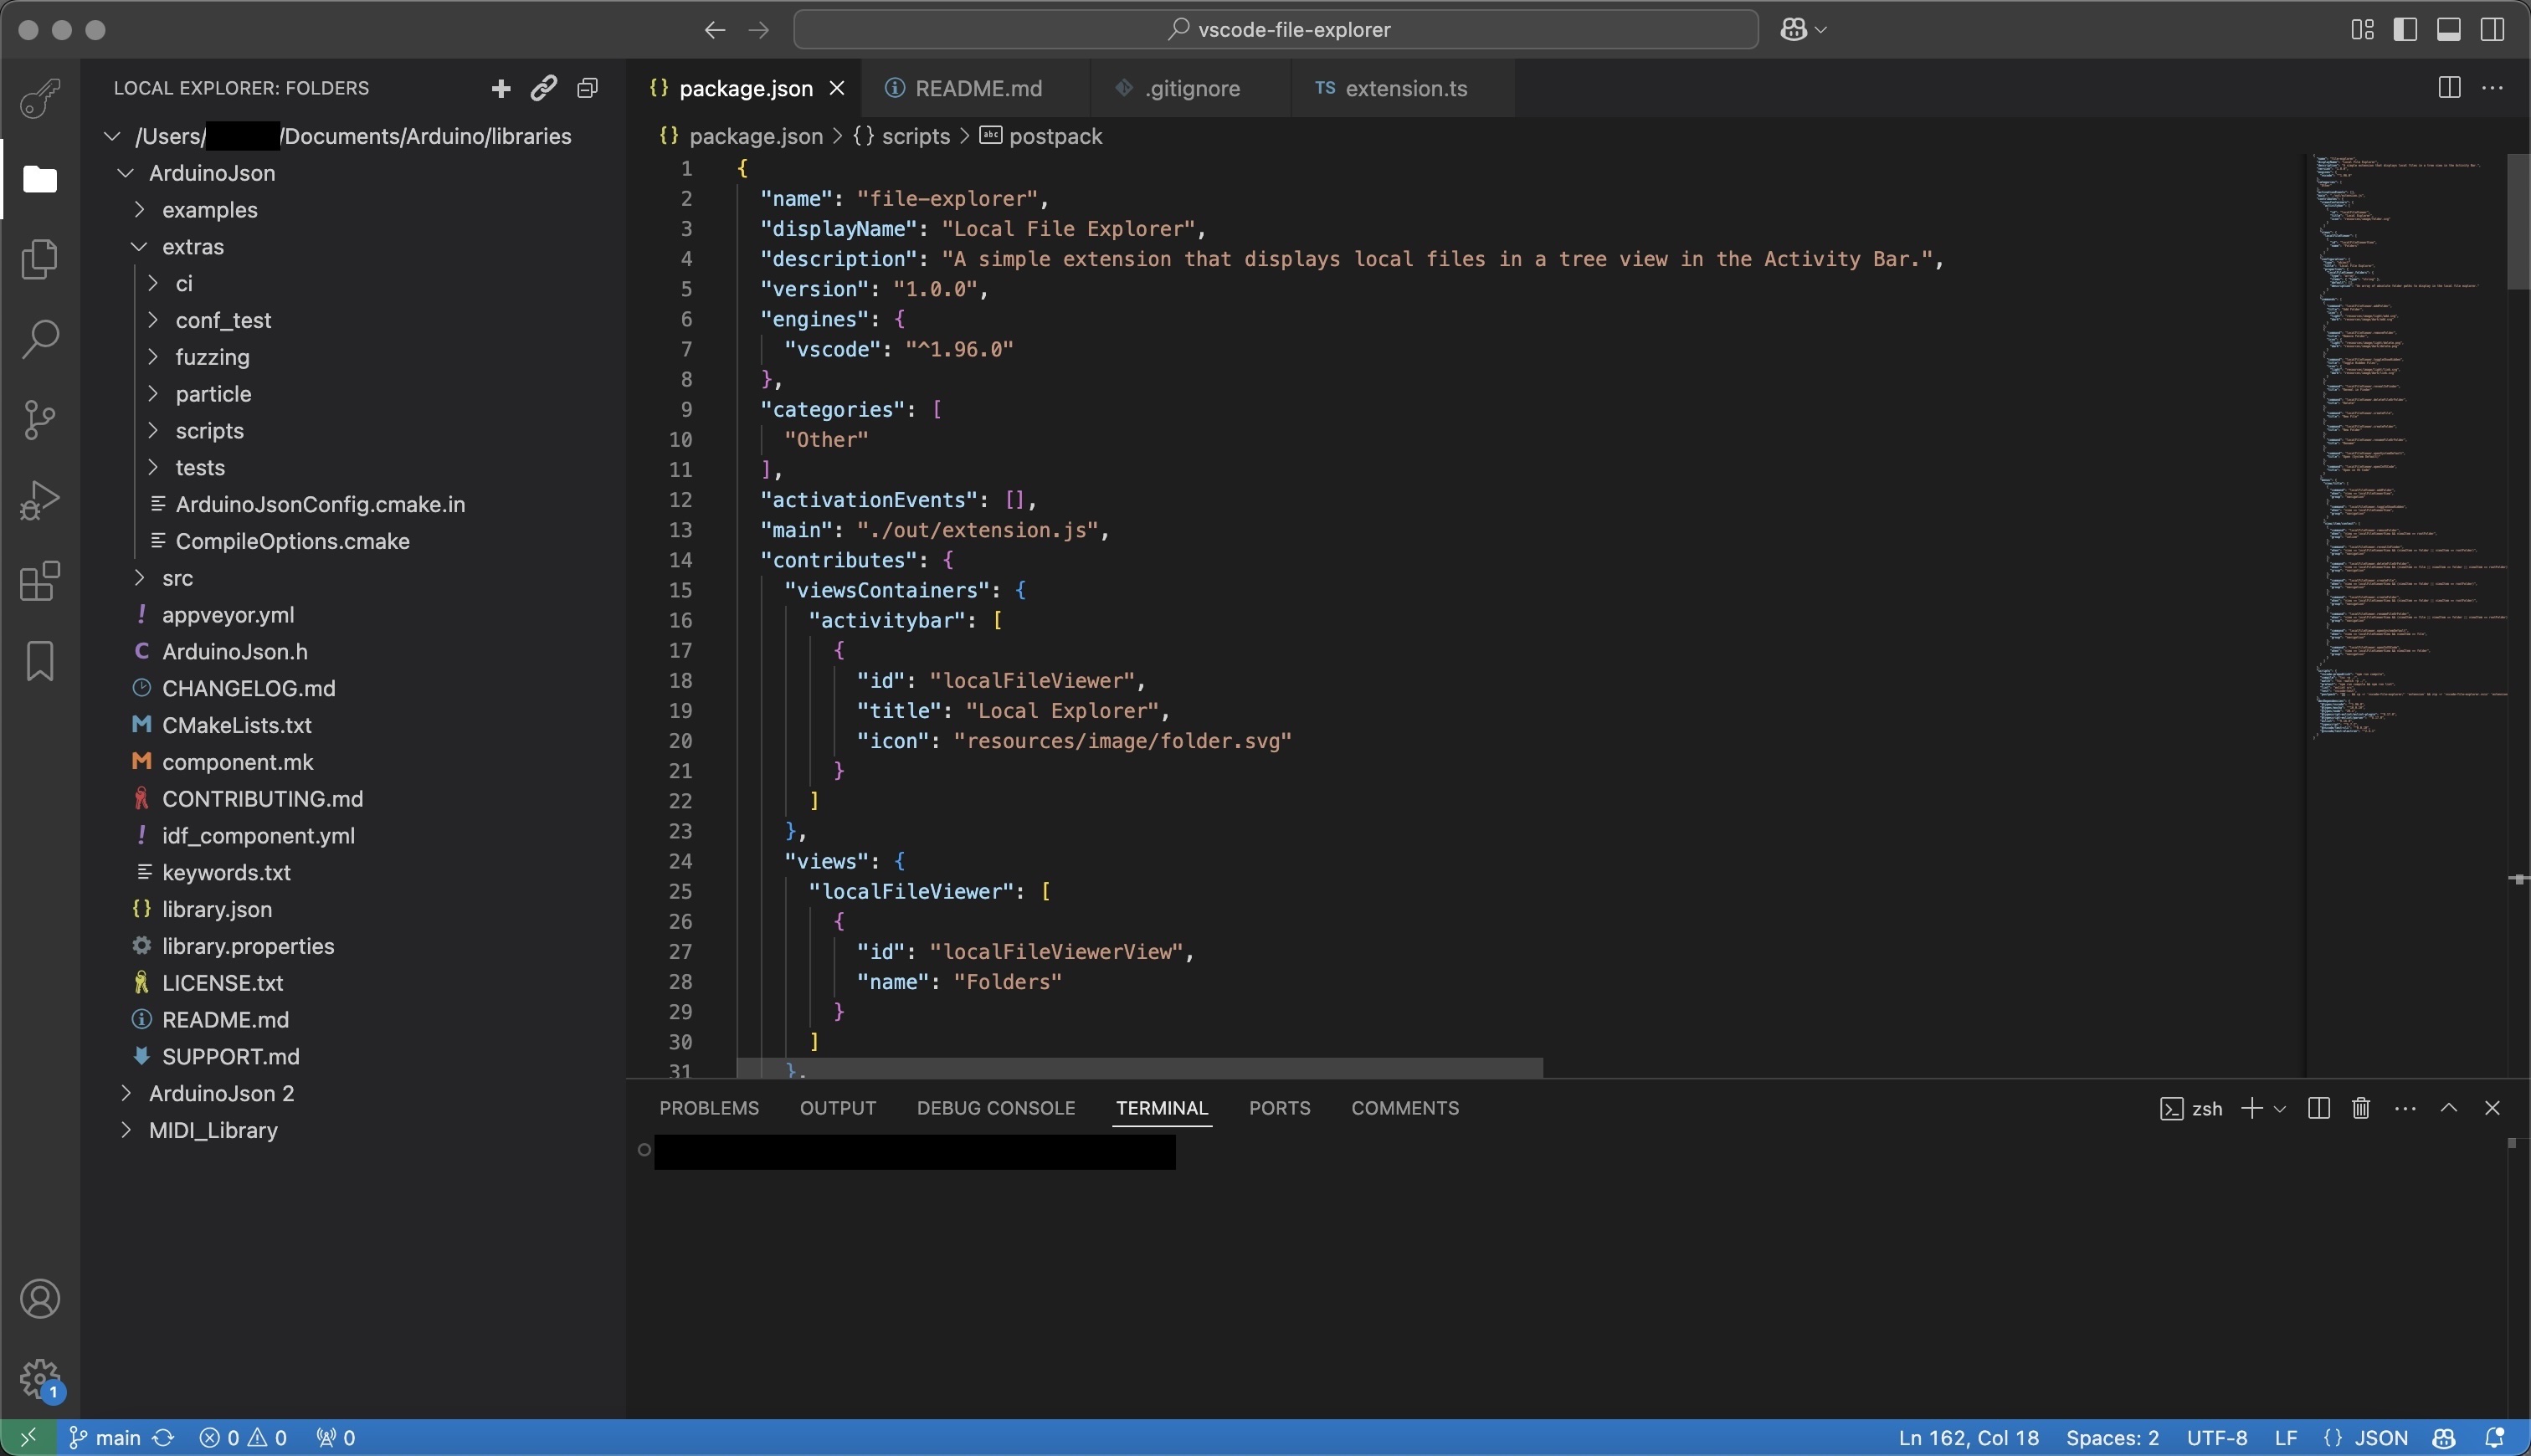 vscode-file-explorer
LOCAL EXPLORER: FOLDERS
/Users/ /Documents/Arduino/libraries
ArduinoJson
examples
extras
ci
conf_test
fuzzing
particle
scripts
tests
ArduinoJsonConfig.cmake.in
CompileOptions.cmake
src
! appveyor.yml
C ArduinoJson.h
CHANGELOG.md
M CMakeLists.txt
M component.mk
CONTRIBUTING.md
! idf_component.yml
keywords.txt
{} library.json
library.properties
LICENSE.txt
README.md
SUPPORT.md
ArduinoJson 2
MIDI_Library
{} package.json
README.md
.gitignore
TS extension.ts
{} package.json > {} scripts > abc postpack
1 {
2 "name": "file-explorer",
3 "displayName": "Local File Explorer",
4 "description": "A simple extension that displays local files in a tree view in the Activity Bar.",
5 "version": "1.0.0",
6 "engines": {
7 "vscode": "^1.96.0"
8 },
9 "categories": [
10 "Other"
11 ],
12 "activationEvents": [],
13 "main": "./out/extension.js",
14 "contributes": {
15 "viewsContainers": {
16 "activitybar": [
17 {
18 "id": "localFileViewer",
19 "title": "Local Explorer",
20 "icon": "resources/image/folder.svg"
21 }
22 ]
23 },
24 "views": {
25 "localFileViewer": [
26 {
27 "id": "localFileViewerView",
28 "name": "Folders"
29 }
30 ]
31 },
PROBLEMS OUTPUT DEBUG CONSOLE TERMINAL PORTS COMMENTS
zsh
1
main 0 0 0
Ln 162, Col 18 Spaces: 2 UTF-8 LF {} JSON